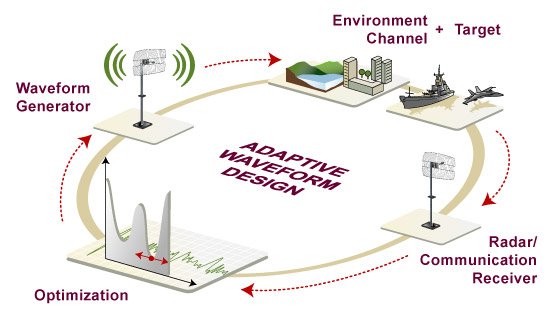 Environment
Channel + Target
Waveform
Generator
ADAPTIVE
WAVEFORM
DESIGN
Radar/
Communication
Receiver
Optimization